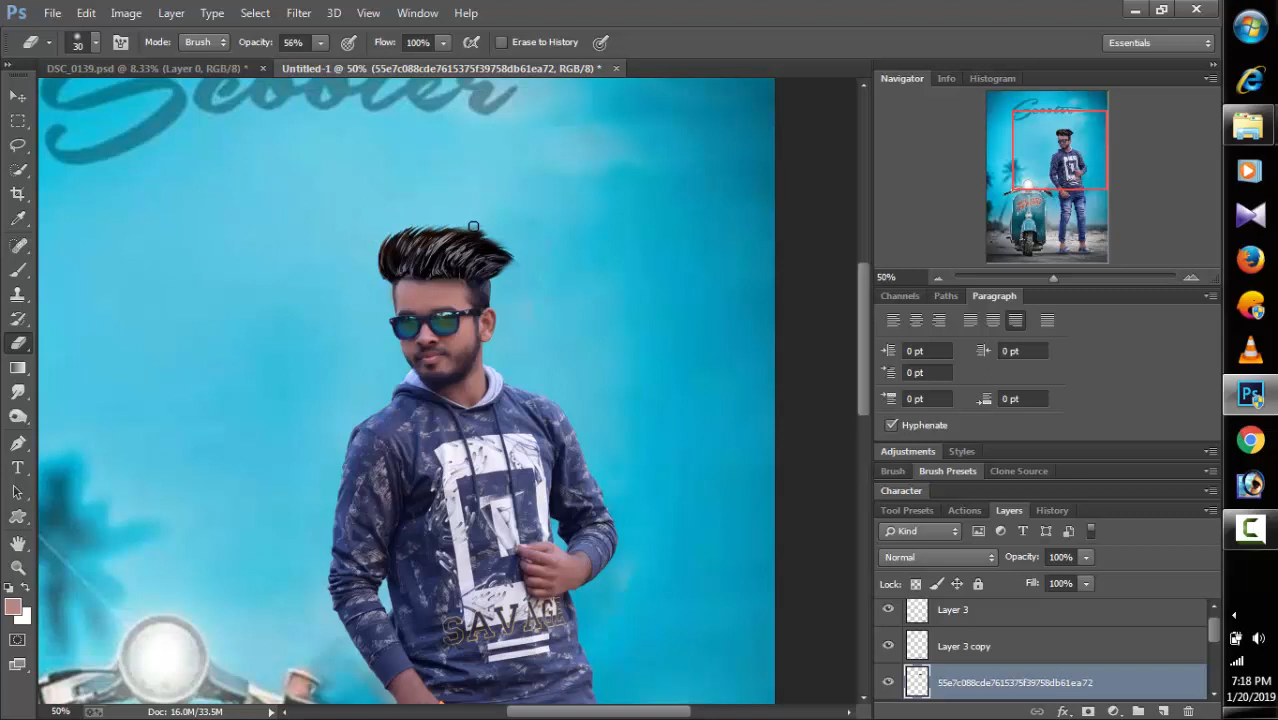 Ps File Edit Image Layer Type Select Filter 3D View Window Help
30 Mode: Brush Opacity: 56% Flow: 100% Erase to History Essentials
DSC_0139.psd @ 8.33% (Layer 0, RGB/8) * × Untitled-1 @ 50% (55e7c088cde7615375f39758db61ea72, RGB/8) * ×
Scooter
SAVAGE
Navigator Info Histogram
50%
Channels Paths Paragraph
0 pt 0 pt
0 pt
0 pt 0 pt
Hyphenate
Adjustments Styles
Brush Brush Presets Clone Source
Character
Tool Presets Actions Layers History
Kind
Normal Opacity: 100%
Lock: Fill: 100%
Layer 3
Layer 3 copy
55e7c088cde7615375f39758db61ea72
50% Doc: 16.0M/33.5M
7:18 PM
1/20/2019